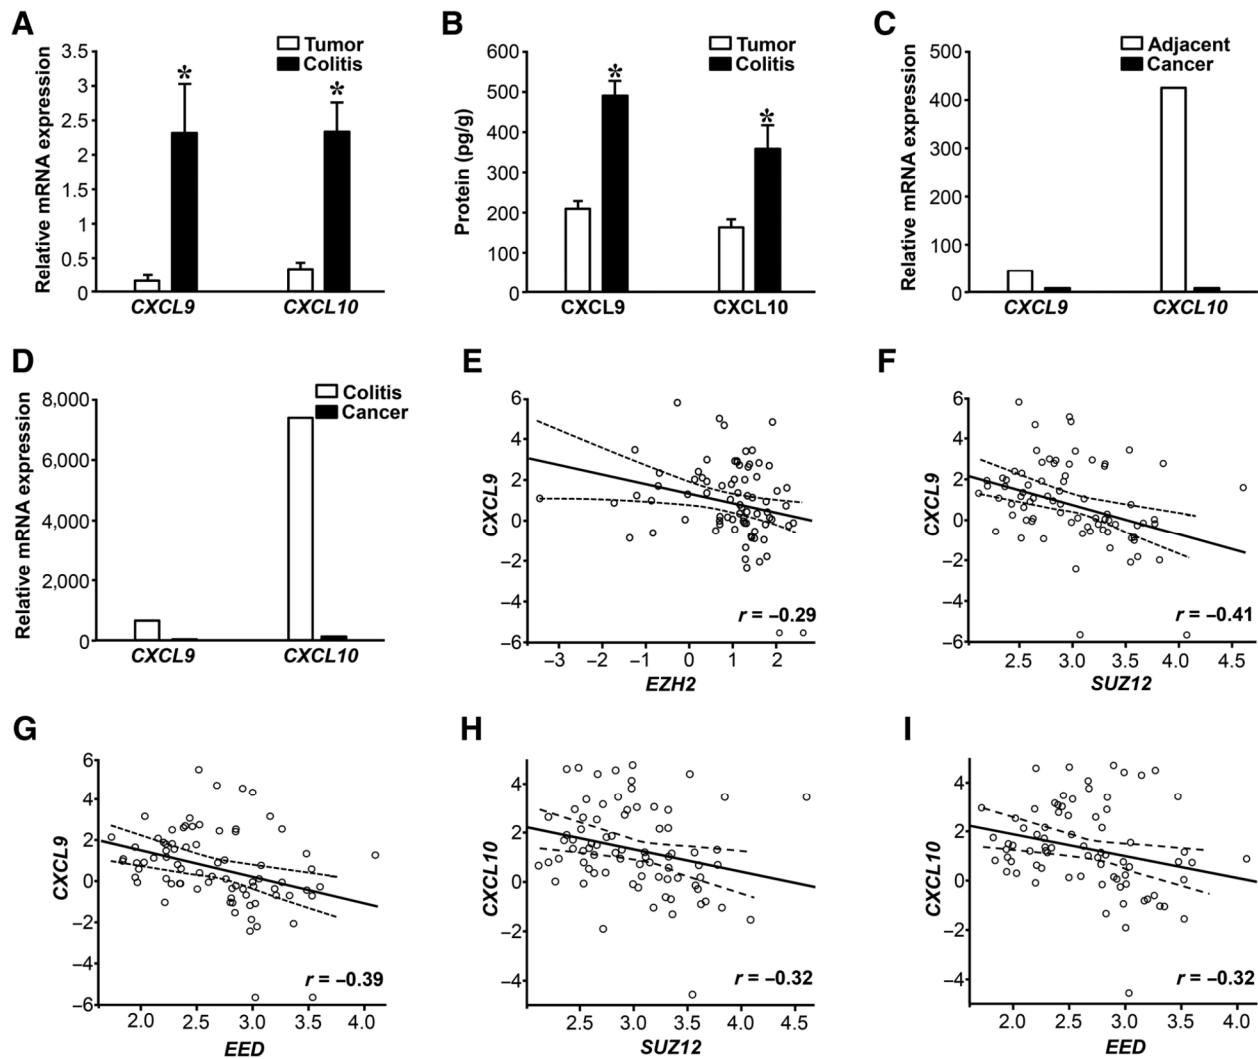 A
Relative mRNA expression
3.5
3
2.5
2
1.5
1
0.5
0
Tumor
Colitis
*
*
CXCL9
CXCL10
B
Protein (pg/g)
600
500
400
300
200
100
0
Tumor
Colitis
*
*
CXCL9
CXCL10
C
Relative mRNA expression
500
400
300
200
100
0
Adjacent
Cancer
CXCL9
CXCL10
D
Relative mRNA expression
8,000
6,000
4,000
2,000
0
Colitis
Cancer
CXCL9
CXCL10
E
CXCL9
6
4
2
0
–2
–4
–6
r = –0.29
–3 –2 –1 0 1 2
EZH2
F
CXCL9
6
4
2
0
–2
–4
–6
r = –0.41
2.5 3.0 3.5 4.0 4.5
SUZ12
G
CXCL9
6
4
2
0
–2
–4
–6
r = –0.39
2.0 2.5 3.0 3.5 4.0
EED
H
CXCL10
4
2
0
–2
–4
r = –0.32
2.5 3.0 3.5 4.0 4.5
SUZ12
I
CXCL10
4
2
0
–2
–4
r = –0.32
2.0 2.5 3.0 3.5 4.0
EED